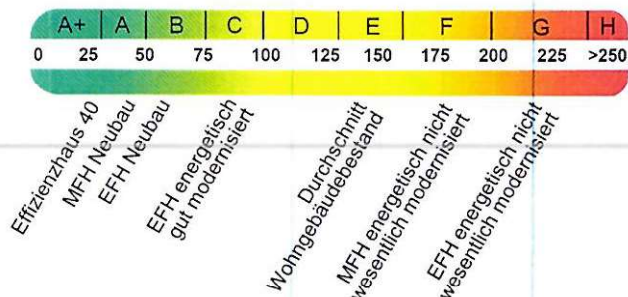 A+ A B C D E F G H
0 25 50 75 100 125 150 175 200 225 >250
Effizienzhaus 40
MFH Neubau
EFH Neubau
EFH energetisch
gut modernisiert
Durchschnitt
Wohngebäudebestand
MFH energetisch nicht
wesentlich modernisiert
EFH energetisch nicht
wesentlich modernisiert